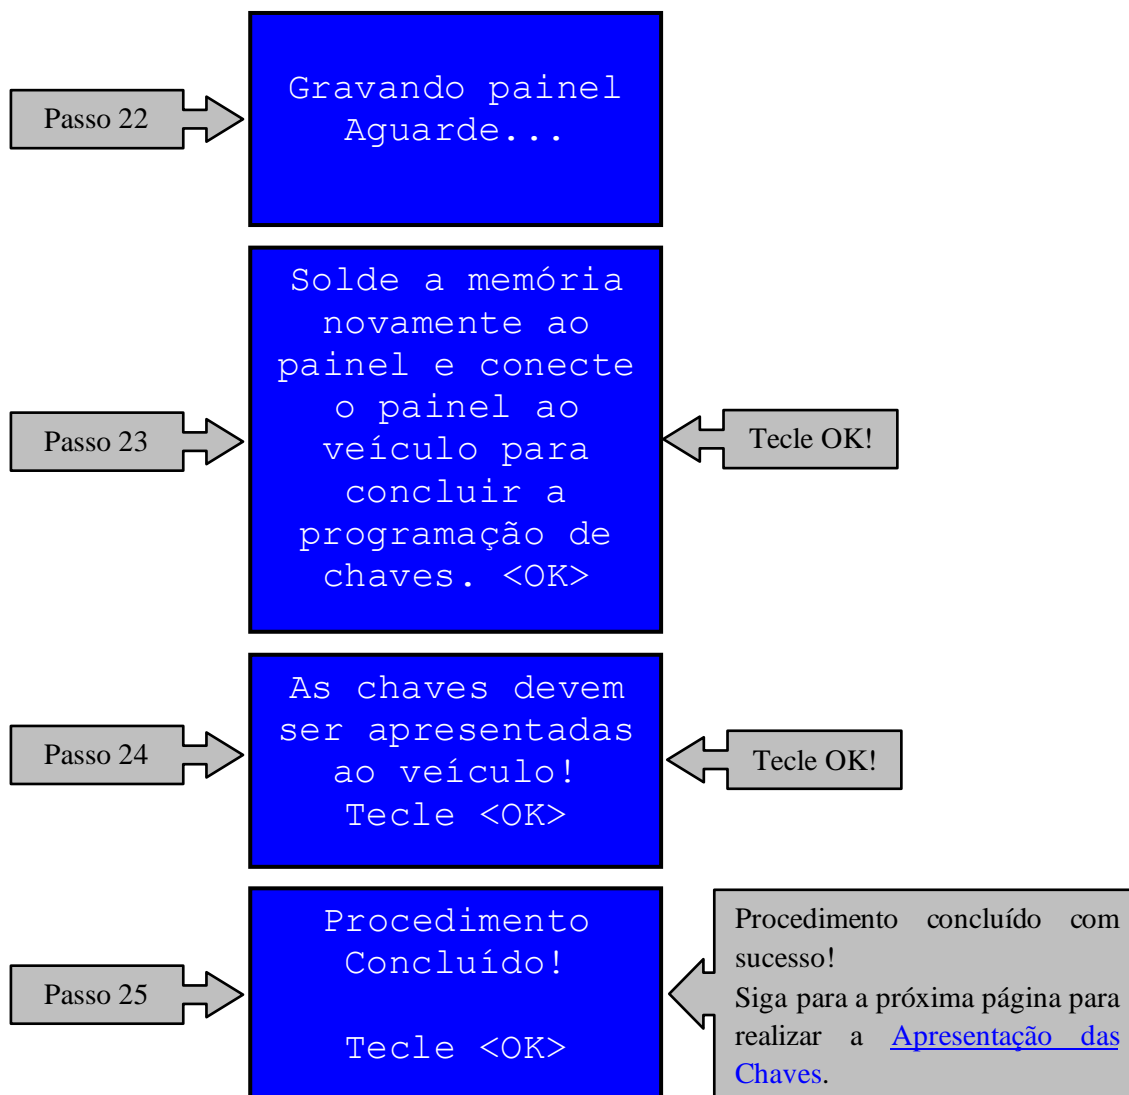 Passo 22
Gravando painel
Aguarde...
Passo 23
Solde a memória
novamente ao
painel e conecte
o painel ao
veículo para
concluir a
programação de
chaves. <OK>
Tecle OK!
Passo 24
As chaves devem
ser apresentadas
ao veículo!
Tecle <OK>
Tecle OK!
Passo 25
Procedimento
Concluído!
Tecle <OK>
Procedimento concluído com
sucesso!
Siga para a próxima página para
realizar a Apresentação das
Chaves.